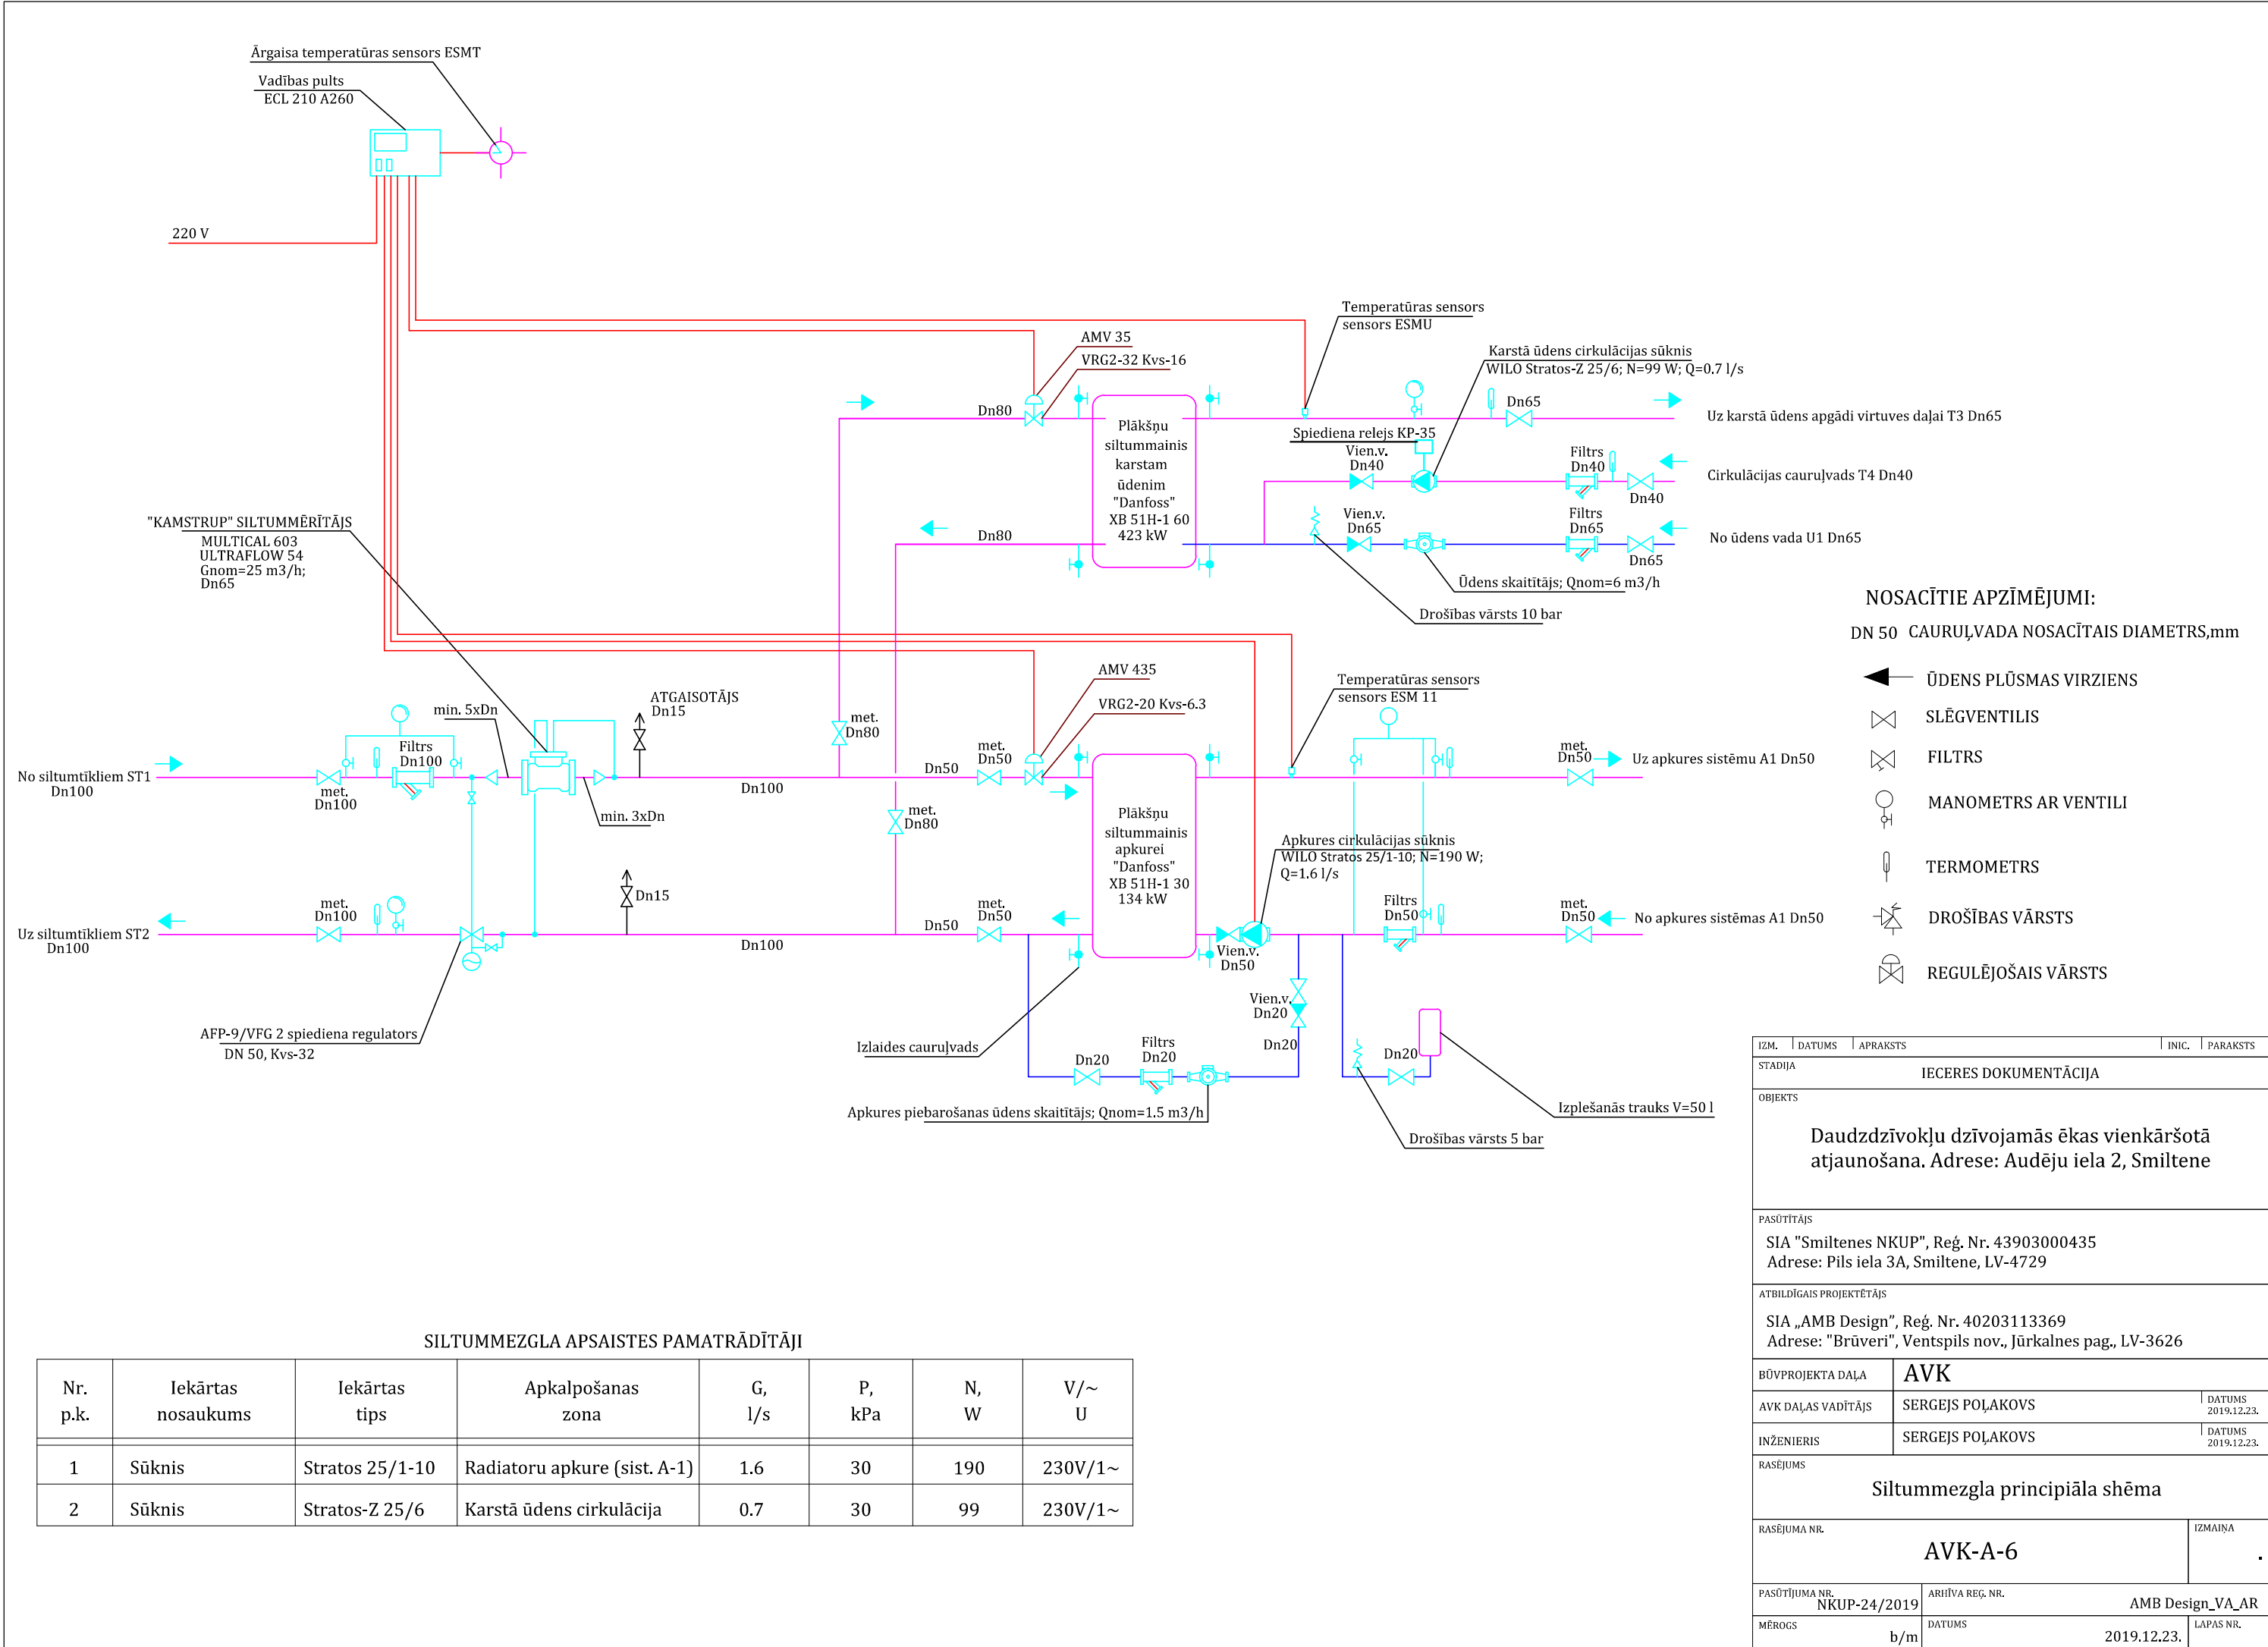 Ārgaisa temperatūras sensors ESMT
Vadības pults
ECL 210 A260
220 V
Temperatūras sensors
sensors ESMU
AMV 35
VRG2-32 Kvs-16
Karstā ūdens cirkulācijas sūknis
WILO Stratos-Z 25/6; N=99 W; Q=0.7 l/s
Dn80
Dn65
Uz karstā ūdens apgādi virtuves daļai T3 Dn65
Plākšņu
siltummainis
karstam
ūdenim
"Danfoss"
XB 51H-1 60
423 kW
Spiediena relejs KP-35
Vien.v.
Dn40
Filtrs
Dn40
Dn40
Cirkulācijas cauruļvads T4 Dn40
Dn80
Vien.v.
Dn65
Filtrs
Dn65
Dn65
No ūdens vada U1 Dn65
Ūdens skaitītājs; Qnom=6 m3/h
Drošības vārsts 10 bar
"KAMSTRUP" SILTUMMĒRĪTĀJS
MULTICAL 603
ULTRAFLOW 54
Gnom=25 m3/h;
Dn65
NOSACĪTIE APZĪMĒJUMI:
DN 50 CAURUĻVADA NOSACĪTAIS DIAMETRS,mm
ŪDENS PLŪSMAS VIRZIENS
SLĒGVENTILIS
FILTRS
MANOMETRS AR VENTILI
TERMOMETRS
DROŠĪBAS VĀRSTS
REGULĒJOŠAIS VĀRSTS
AMV 435
VRG2-20 Kvs-6.3
Temperatūras sensors
sensors ESM 11
ATGAISOTĀJS
Dn15
min. 5xDn
Filtrs
Dn100
met.
Dn80
met.
Dn50
Dn50
met.
Dn50
Uz apkures sistēmu A1 Dn50
No siltumtīkliem ST1
Dn100
met.
Dn100
min. 3xDn
Dn100
met.
Dn80
Plākšņu
siltummainis
apkurei
"Danfoss"
XB 51H-1 30
134 kW
Apkures cirkulācijas sūknis
WILO Stratos 25/1-10; N=190 W;
Q=1.6 l/s
Dn15
met.
Dn100
Uz siltumtīkliem ST2
Dn100
Dn100
Dn50
met.
Dn50
Vien.v.
Dn50
Filtrs
Dn50
met.
Dn50
No apkures sistēmas A1 Dn50
AFP-9/VFG 2 spiediena regulators
DN 50, Kvs-32
Izlaides cauruļvads
Vien.v.
Dn20
Dn20
Dn20
Filtrs
Dn20
Dn20
Apkures piebarošanas ūdens skaitītājs; Qnom=1.5 m3/h
Izplešanās trauks V=50 l
Drošības vārsts 5 bar
SILTUMMEZGLA APSAISTES PAMATRĀDĪTĀJI
Nr. p.k. Iekārtas nosaukums Iekārtas tips Apkalpošanas zona G, l/s P, kPa N, W V/~ U
1 Sūknis Stratos 25/1-10 Radiatoru apkure (sist. A-1) 1.6 30 190 230V/1~
2 Sūknis Stratos-Z 25/6 Karstā ūdens cirkulācija 0.7 30 99 230V/1~
IZM. DATUMS APRAKSTS INIC. PARAKSTS
STADIJA
IECERES DOKUMENTĀCIJA
OBJEKTS
Daudzdzīvokļu dzīvojamās ēkas vienkāršotā
atjaunošana. Adrese: Audēju iela 2, Smiltene
PASŪTĪTĀJS
SIA "Smiltenes NKUP", Reģ. Nr. 43903000435
Adrese: Pils iela 3A, Smiltene, LV-4729
ATBILDĪGAIS PROJEKTĒTĀJS
SIA „AMB Design", Reģ. Nr. 40203113369
Adrese: "Brūveri", Ventspils nov., Jūrkalnes pag., LV-3626
BŪVPROJEKTA DAĻA AVK
AVK DAĻAS VADĪTĀJS SERGEJS POĻAKOVS DATUMS 2019.12.23.
INŽENIERIS SERGEJS POĻAKOVS DATUMS 2019.12.23.
RASĒJUMS
Siltummezgla principiāla shēma
RASĒJUMA NR.
AVK-A-6
IZMAIŅA
.
PASŪTĪJUMA NR.
NKUP-24/2019
ARHĪVA REĢ. NR.
AMB Design_VA_AR
MĒROGS
b/m
DATUMS
2019.12.23.
LAPAS NR.